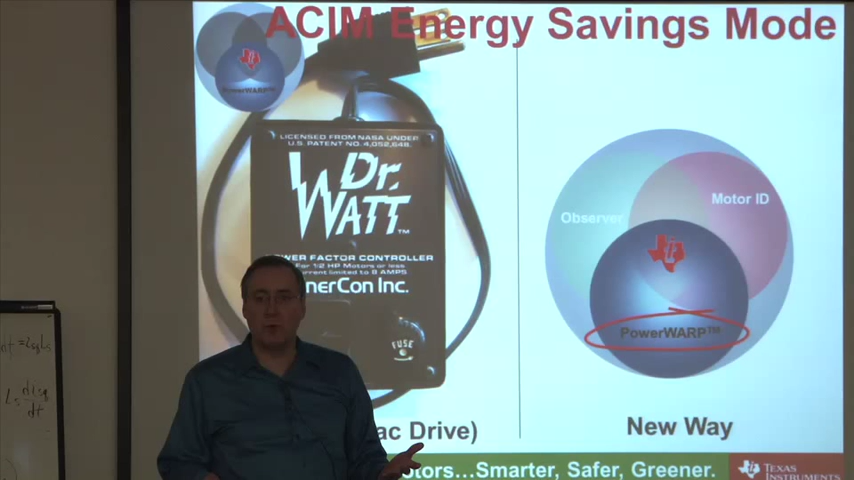 ACIM Energy Savings Mode
PowerWARP™
LICENSED FROM NASA UNDER
U.S. PATENT NO. 4,052,648.
Dr.
WATT™
POWER FACTOR CONTROLLER
For 1/2 HP Motors or less
current limited to 8 AMPS
nerCon Inc.
FUSE
Observer
Motor ID
PowerWARP™
ac Drive)
New Way
otors...Smarter, Safer, Greener.
TEXAS
INSTRUMENTS